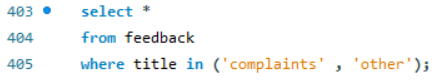 403 select *
404 from feedback
405 where title in ('complaints' , 'other');